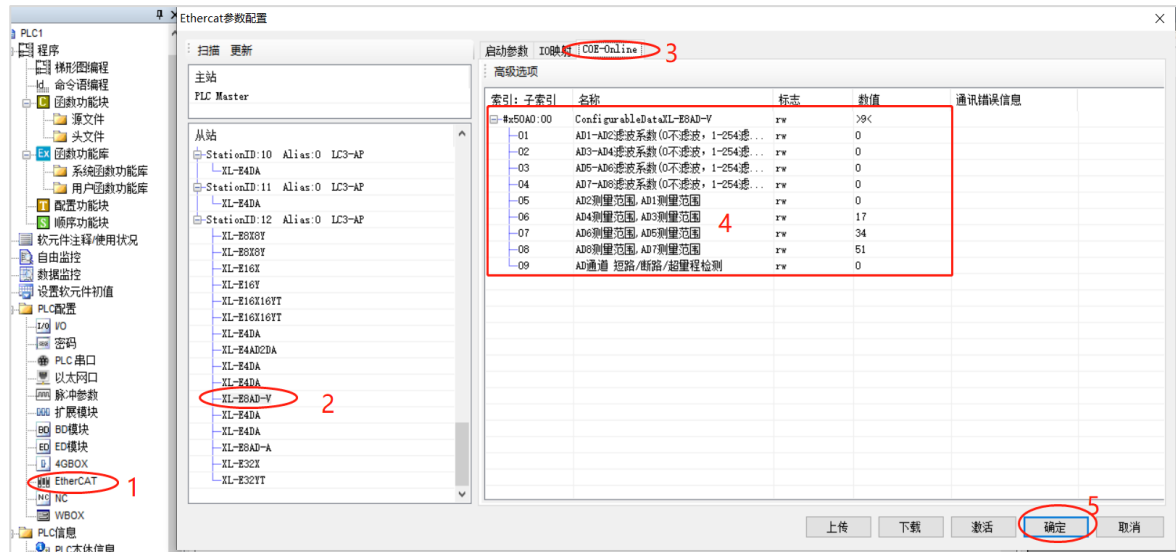 PLC1
程序
梯形图编程
命令语编程
函数功能块
源文件
头文件
函数功能库
系统函数功能库
用户函数功能库
配置功能块
顺序功能块
软元件注释/使用状况
自由监控
数据监控
设置软元件初值
PLC配置
I/O
密码
PLC 串口
以太网口
脉冲参数
扩展模块
BD模块
ED模块
4GBOX
EtherCAT
1
NC
WBOX
PLC信息
PLC本体信息
Ethercat参数配置
扫描 更新
主站
PLC Master
从站
StationID:10 Alias:0 LC3-AP
XL-E4DA
StationID:11 Alias:0 LC3-AP
XL-E4DA
StationID:12 Alias:0 LC3-AP
XL-E8X8Y
XL-E8X8Y
XL-E16X
XL-E16Y
XL-E16X16YT
XL-E16X16YT
XL-E4DA
XL-E4AD2DA
XL-E4DA
XL-E4DA
XL-E8AD-V
2
XL-E4DA
XL-E4DA
XL-E8AD-A
XL-E32X
XL-E32YT
启动参数 IO映射 COE-Online 3
高级选项
索引: 子索引 名称 标志 数值 通讯错误信息
#x50A0:00 ConfigurableDataXL-E8AD-V rw >9<
01 AD1-AD2滤波系数(0不滤波，1-254滤... rw 0
02 AD3-AD4滤波系数(0不滤波，1-254滤... rw 0
03 AD5-AD6滤波系数(0不滤波，1-254滤... rw 0
04 AD7-AD8滤波系数(0不滤波，1-254滤... rw 0
05 AD2测量范围,AD1测量范围 rw 0
06 AD4测量范围,AD3测量范围 rw 17
07 AD6测量范围,AD5测量范围 rw 34
08 AD8测量范围,AD7测量范围 rw 51
09 AD通道 短路/断路/超量程检测 rw 0
4
5
上传 下载 激活 确定 取消